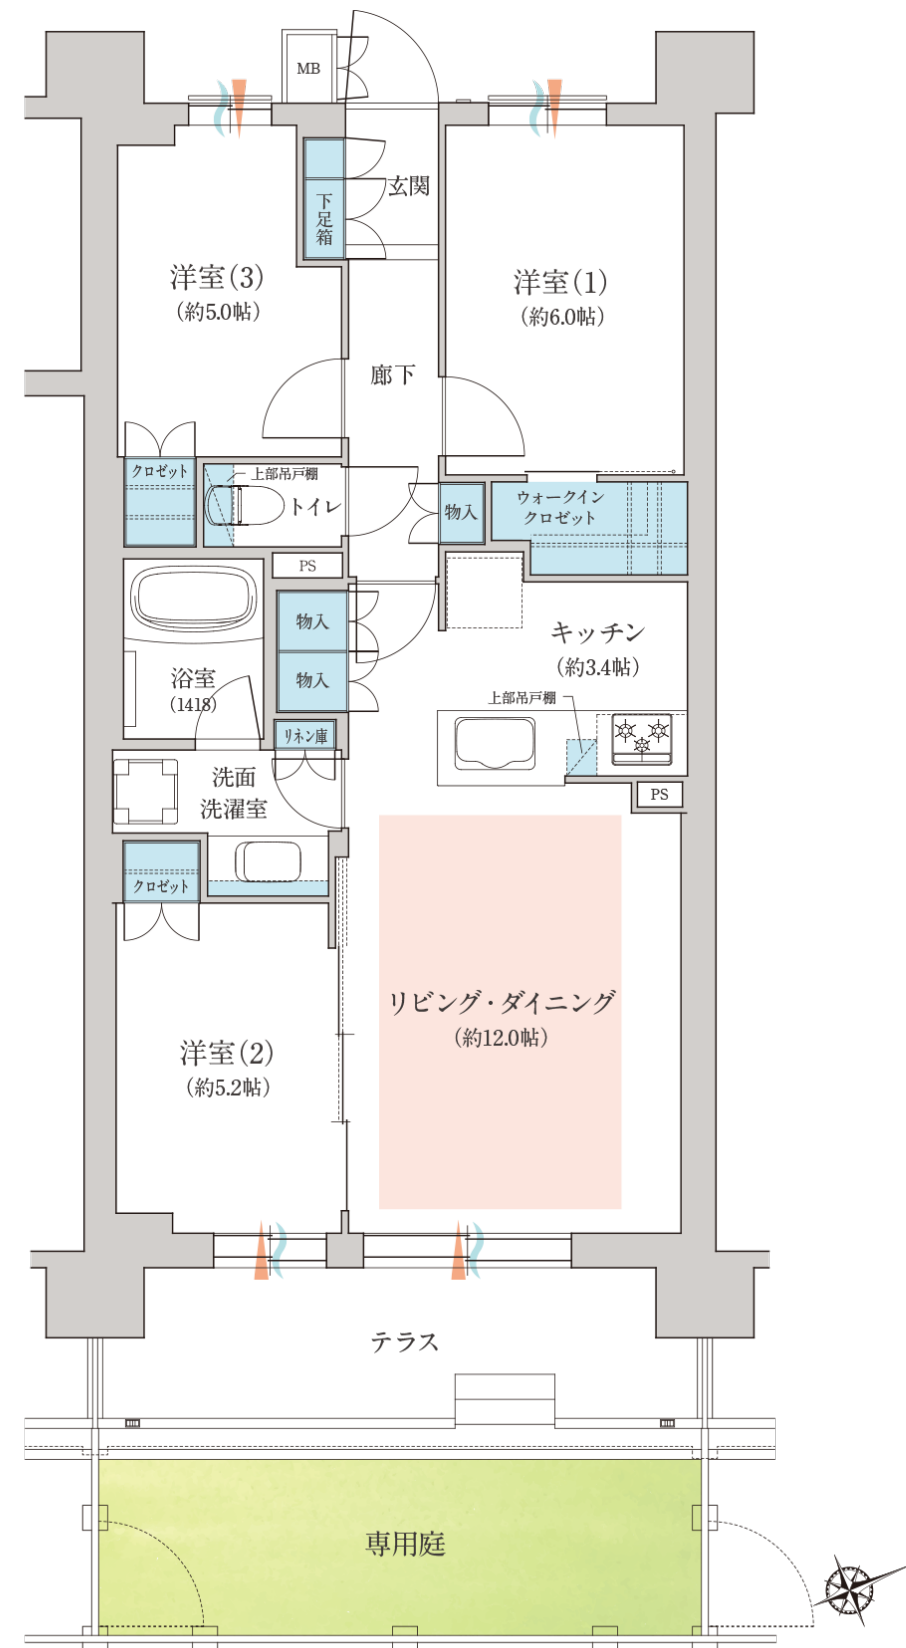 MB
玄関
下足箱
洋室(3)
(約5.0帖)
洋室(1)
(約6.0帖)
廊下
クロゼット
上部吊戸棚
トイレ
物入
ウォークイン
クロゼット
PS
物入
物入
キッチン
(約3.4帖)
浴室
(1418)
上部吊戸棚
リネン庫
洗面
洗濯室
PS
クロゼット
リビング・ダイニング
(約12.0帖)
洋室(2)
(約5.2帖)
テラス
専用庭